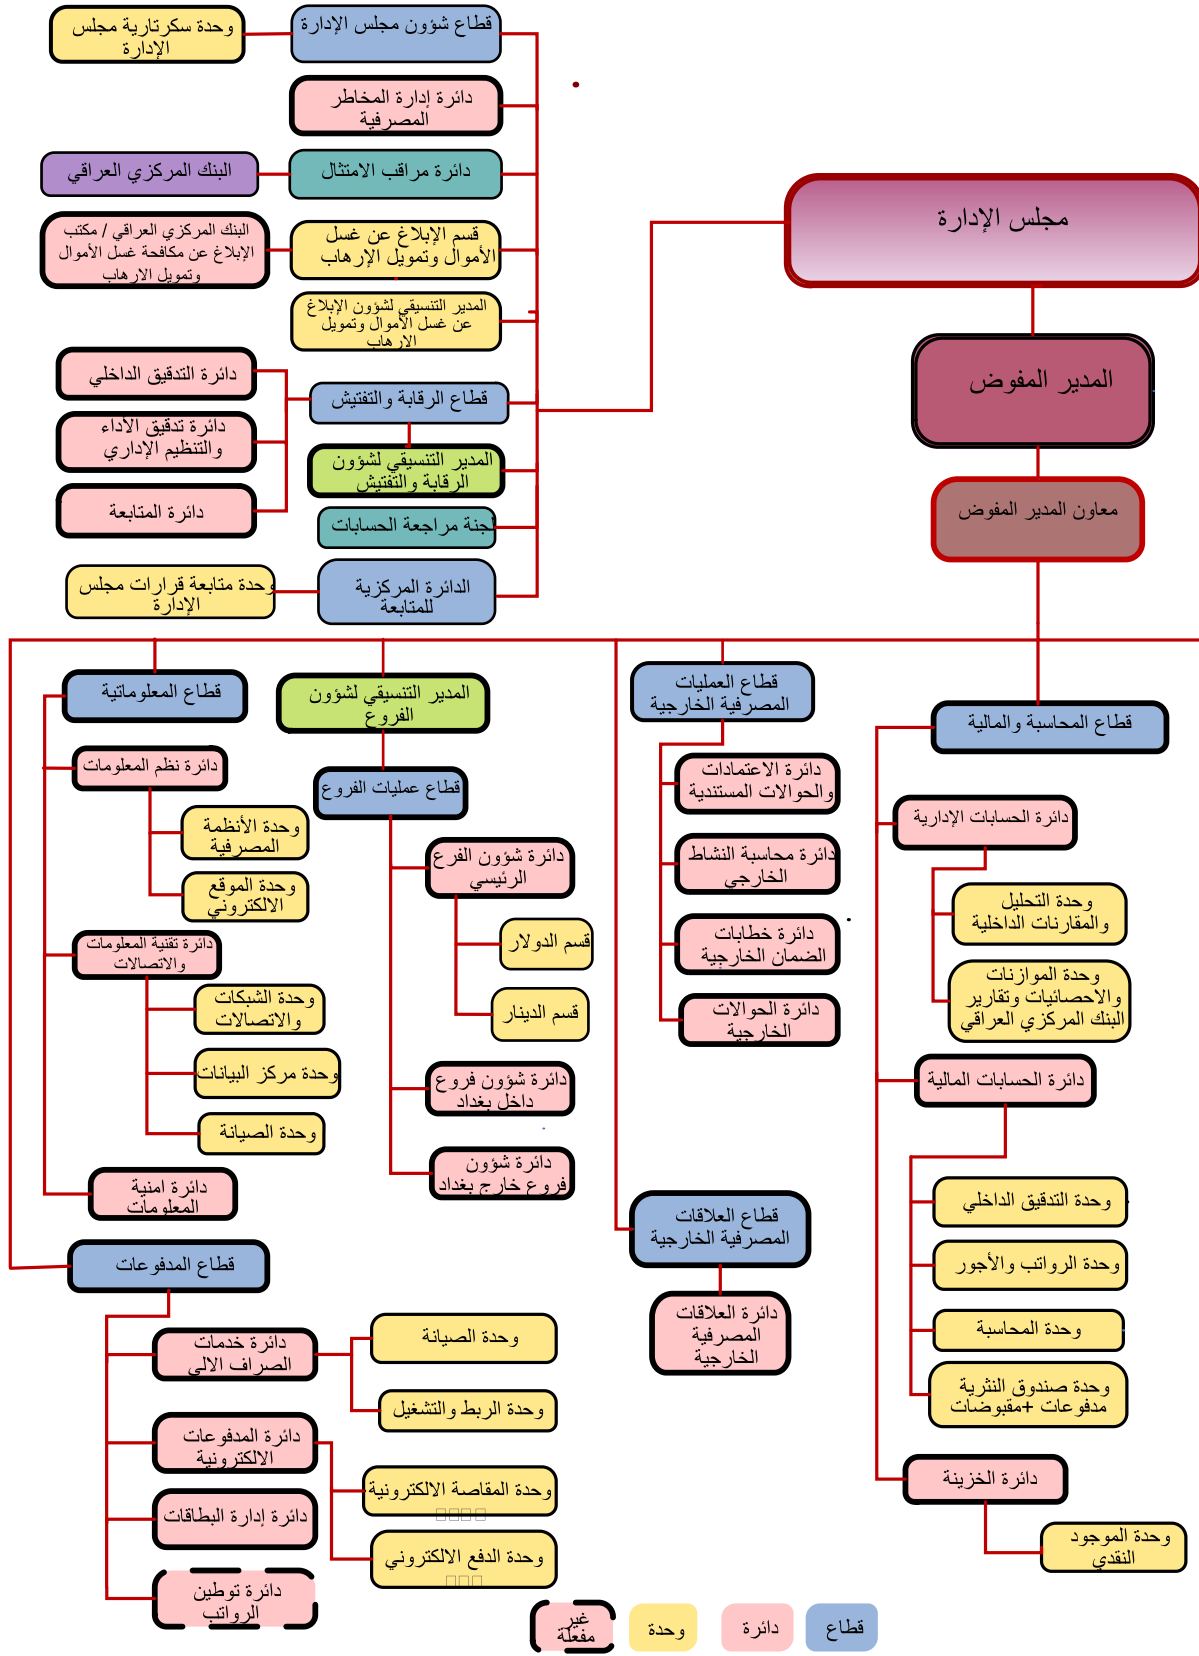 قطاع شؤون مجلس الإدارة
وحدة سكرتارية مجلس
الإدارة
دائرة إدارة المخاطر
المصرفية
دائرة مراقب الامتثال
البنك المركزي العراقي
قسم الإبلاغ عن غسل
الأموال وتمويل الإرهاب
البنك المركزي العراقي / مكتب
الإبلاغ عن مكافحة غسل الأموال
وتمويل الارهاب
المدير التنسيقي لشؤون الإبلاغ
عن غسل الأموال وتمويل
الارهاب
مجلس الإدارة
المدير المفوض
معاون المدير المفوض
قطاع الرقابة والتفتيش
دائرة التدقيق الداخلي
دائرة تدقيق الأداء
والتنظيم الإداري
دائرة المتابعة
المدير التنسيقي لشؤون
الرقابة والتفتيش
لجنة مراجعة الحسابات
الدائرة المركزية
للمتابعة
وحدة متابعة قرارات مجلس
الإدارة
قطاع المحاسبة والمالية
دائرة الحسابات الإدارية
وحدة التحليل
والمقارنات الداخلية
وحدة الموازنات
والاحصائيات وتقارير
البنك المركزي العراقي
دائرة الحسابات المالية
وحدة التدقيق الداخلي
وحدة الرواتب والأجور
وحدة المحاسبة
وحدة صندوق النثرية
مدفوعات +مقبوضات
دائرة الخزينة
وحدة الموجود
النقدي
قطاع العمليات
المصرفية الخارجية
دائرة الاعتمادات
والحوالات المستندية
دائرة محاسبة النشاط
الخارجي
دائرة خطابات
الضمان الخارجية
دائرة الحوالات
الخارجية
قطاع العلاقات
المصرفية الخارجية
دائرة العلاقات
المصرفية
الخارجية
المدير التنسيقي لشؤون
الفروع
قطاع عمليات الفروع
دائرة شؤون الفرع
الرئيسي
قسم الدولار
قسم الدينار
دائرة شؤون فروع
داخل بغداد
دائرة شؤون
فروع خارج بغداد
قطاع المعلوماتية
دائرة نظم المعلومات
وحدة الأنظمة
المصرفية
وحدة الموقع
الالكتروني
دائرة تقنية المعلومات
والاتصالات
وحدة الشبكات
والاتصالات
وحدة مركز البيانات
وحدة الصيانة
دائرة امنية
المعلومات
قطاع المدفوعات
دائرة خدمات
الصراف الالي
وحدة الصيانة
وحدة الربط والتشغيل
دائرة المدفوعات
الالكترونية
وحدة المقاصة الالكترونية
وحدة الدفع الالكتروني
دائرة إدارة البطاقات
دائرة توطين
الرواتب
قطاع
دائرة
وحدة
غير
مفعلة